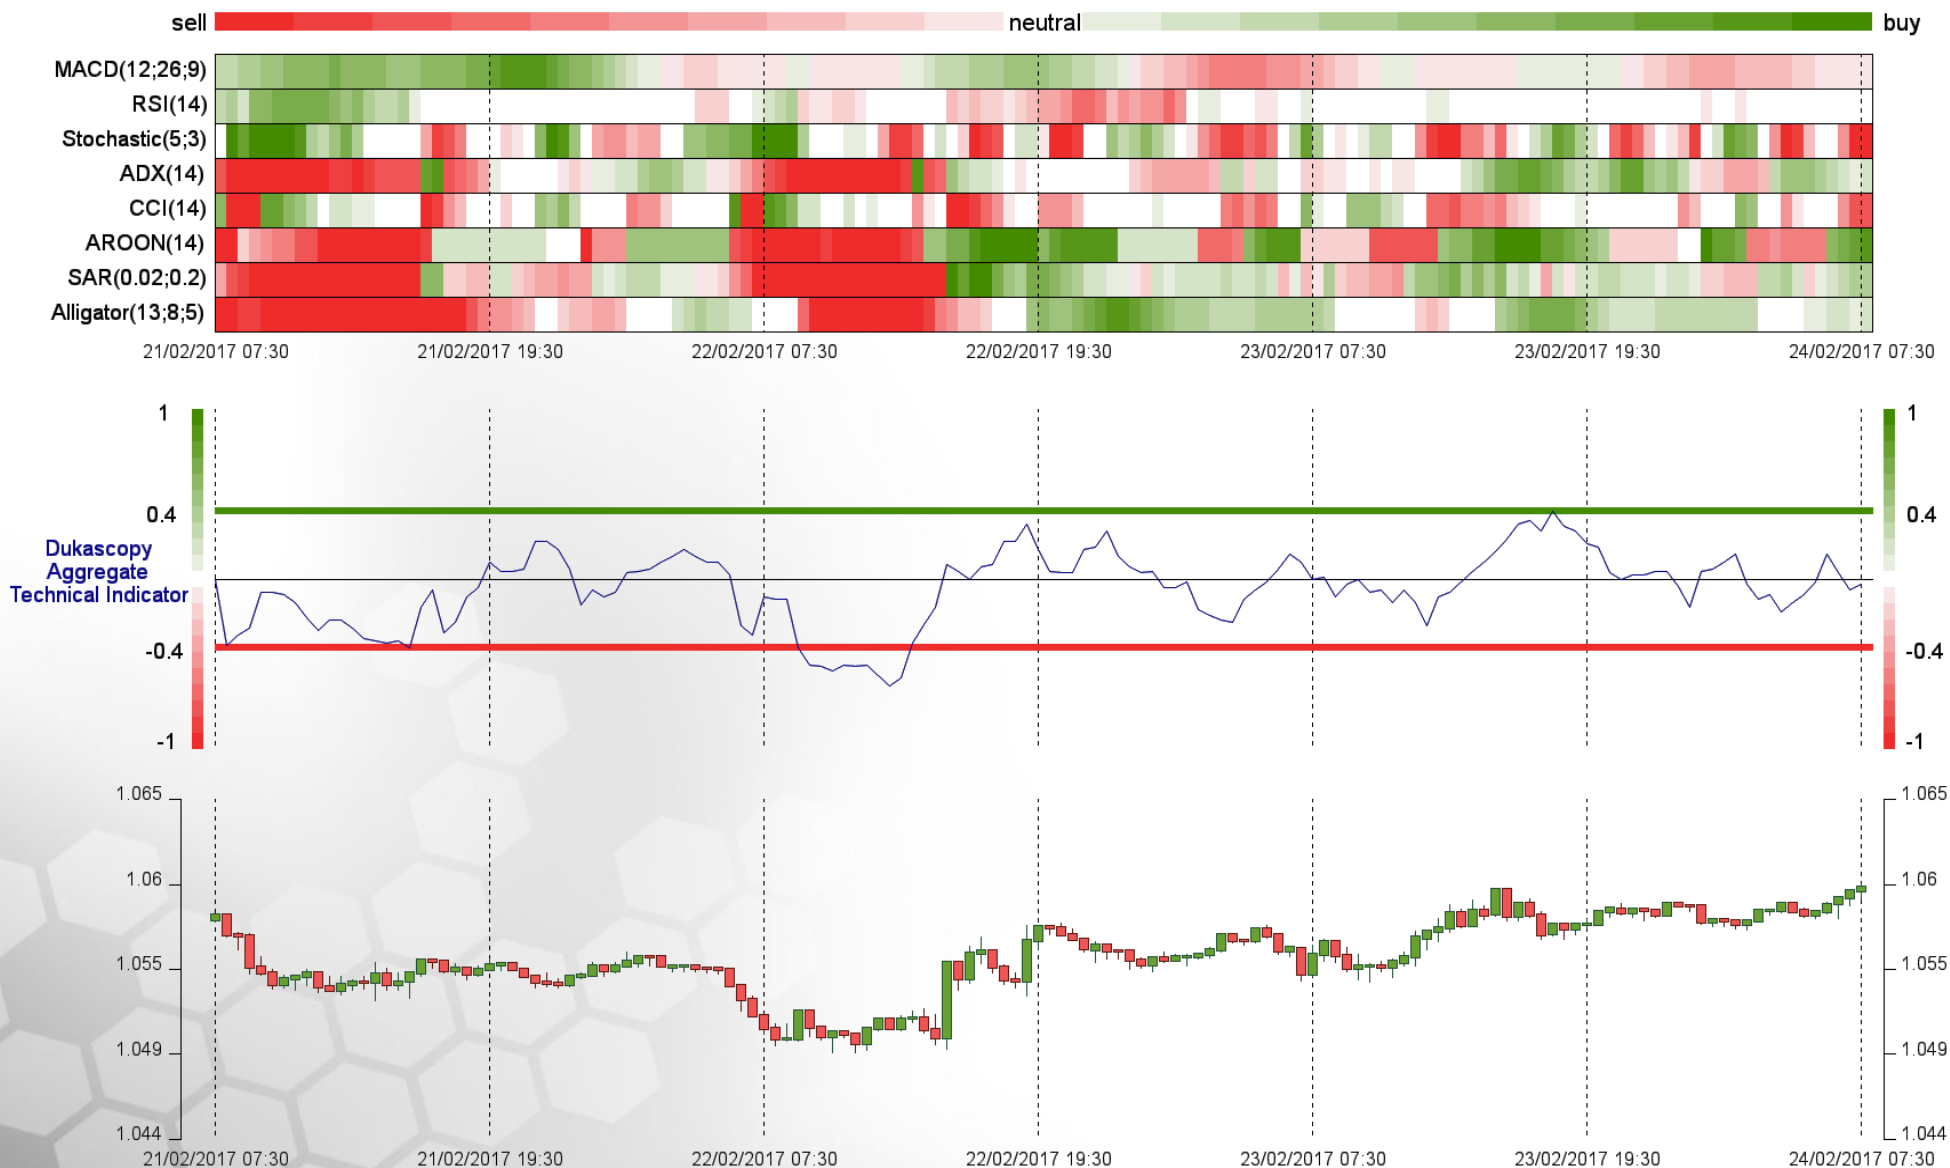 sell neutral buy
MACD(12;26;9)
RSI(14)
Stochastic(5;3)
ADX(14)
CCI(14)
AROON(14)
SAR(0.02;0.2)
Alligator(13;8;5)
21/02/2017 07:30 21/02/2017 19:30 22/02/2017 07:30 22/02/2017 19:30 23/02/2017 07:30 23/02/2017 19:30 24/02/2017 07:30
1 1
0.4 0.4
Dukascopy
Aggregate
Technical Indicator
-0.4 -0.4
-1 -1
1.065 1.065
1.06 1.06
1.055 1.055
1.049 1.049
1.044 1.044
21/02/2017 07:30 21/02/2017 19:30 22/02/2017 07:30 22/02/2017 19:30 23/02/2017 07:30 23/02/2017 19:30 24/02/2017 07:30